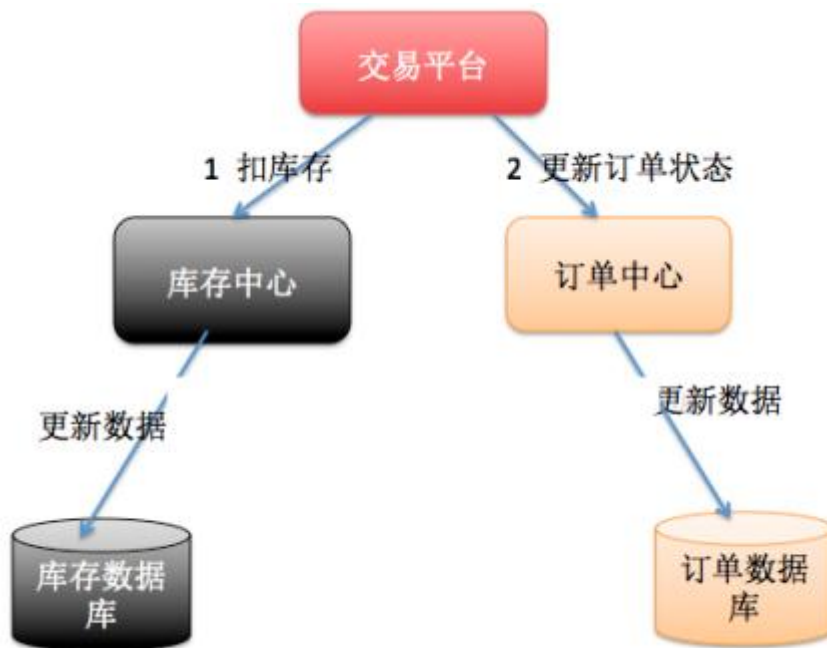 交易平台
1 扣库存
2 更新订单状态
库存中心
订单中心
更新数据
更新数据
库存数据
库
订单数据
库